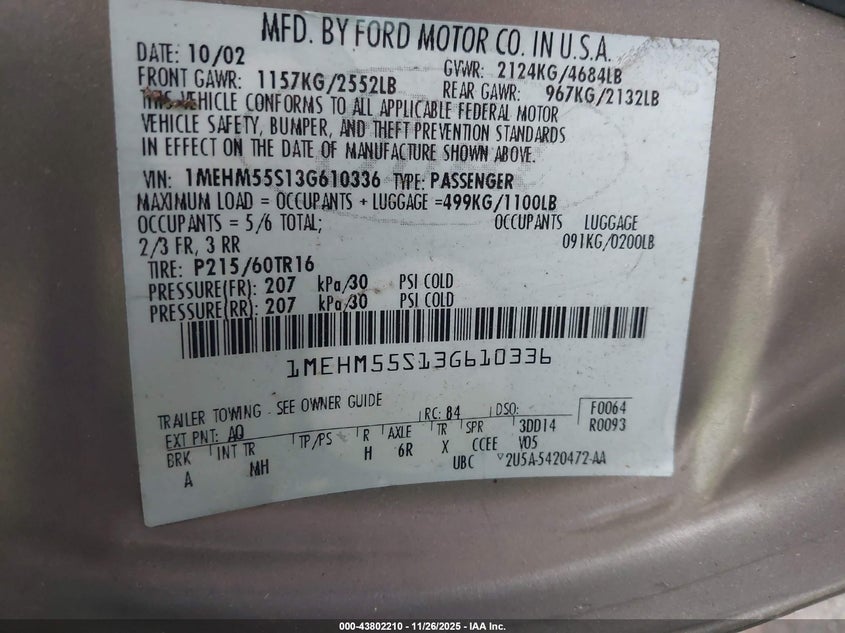 MFD. BY FORD MOTOR CO. IN U.S.A.
DATE: 10/02 GVWR: 2124KG/4684LB
FRONT GAWR: 1157KG/2552LB REAR GAWR: 967KG/2132LB
THIS VEHICLE CONFORMS TO ALL APPLICABLE FEDERAL MOTOR
VEHICLE SAFETY, BUMPER, AND THEFT PREVENTION STANDARDS
IN EFFECT ON THE DATE OF MANUFACTURE SHOWN ABOVE.
VIN: 1MEHM55S13G610336 TYPE: PASSENGER
MAXIMUM LOAD = OCCUPANTS + LUGGAGE =499KG/1100LB
OCCUPANTS = 5/6 TOTAL; OCCUPANTS LUGGAGE
2/3 FR, 3 RR 091KG/0200LB
TIRE: P215/60TR16
PRESSURE(FR): 207 kPa/30 PSI COLD
PRESSURE(RR): 207 kPa/30 PSI COLD
1MEHM55S13G610336
TRAILER TOWING - SEE OWNER GUIDE
EXT PNT: AQ RC: 84 DSO: F0064
BRK INT TR TP/PS R AXLE TR SPR 3DD14 R0093
A MH H 6R X CCEE V05
UBC 2U5A-5420472-AA
000-43802210 - 11/26/2025 - IAA Inc.